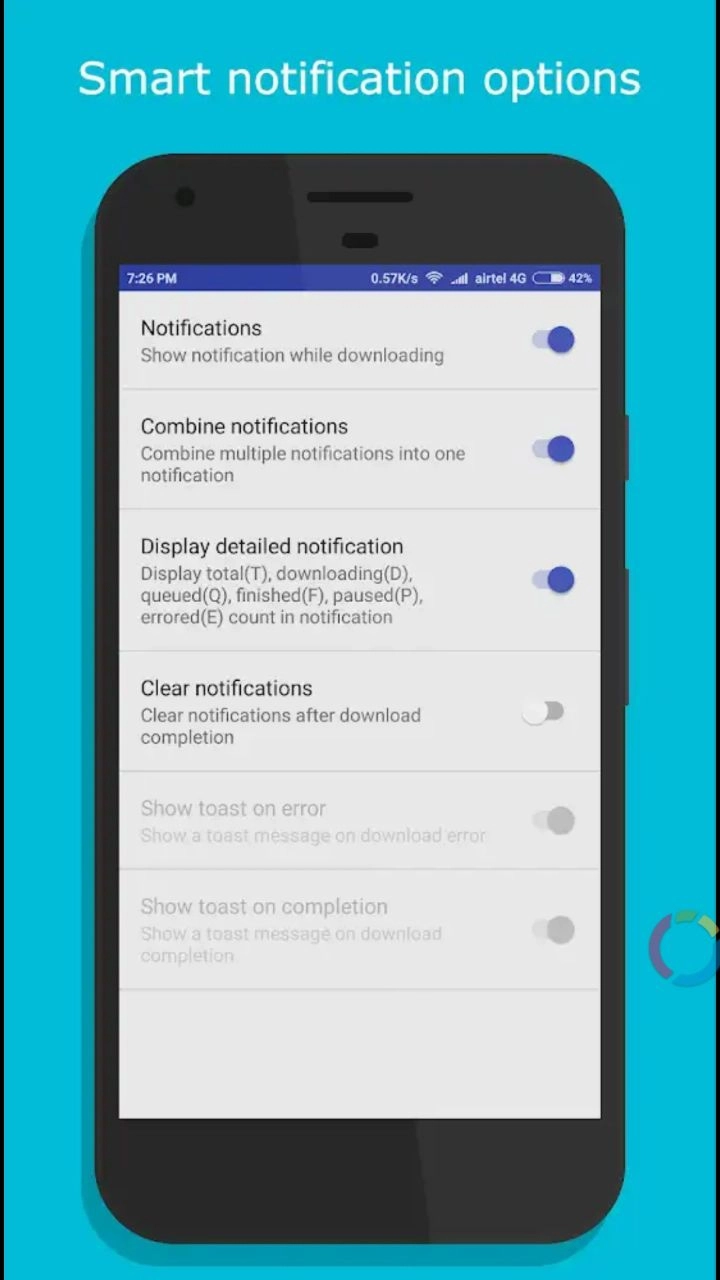 Smart notification options
7:26 PM 0.57K/s airtel 4G 42%
Notifications
Show notification while downloading
Combine notifications
Combine multiple notifications into one
notification
Display detailed notification
Display total(T), downloading(D),
queued(Q), finished(F), paused(P),
errored(E) count in notification
Clear notifications
Clear notifications after download
completion
Show toast on error
Show a toast message on download error
Show toast on completion
Show a toast message on download
completion